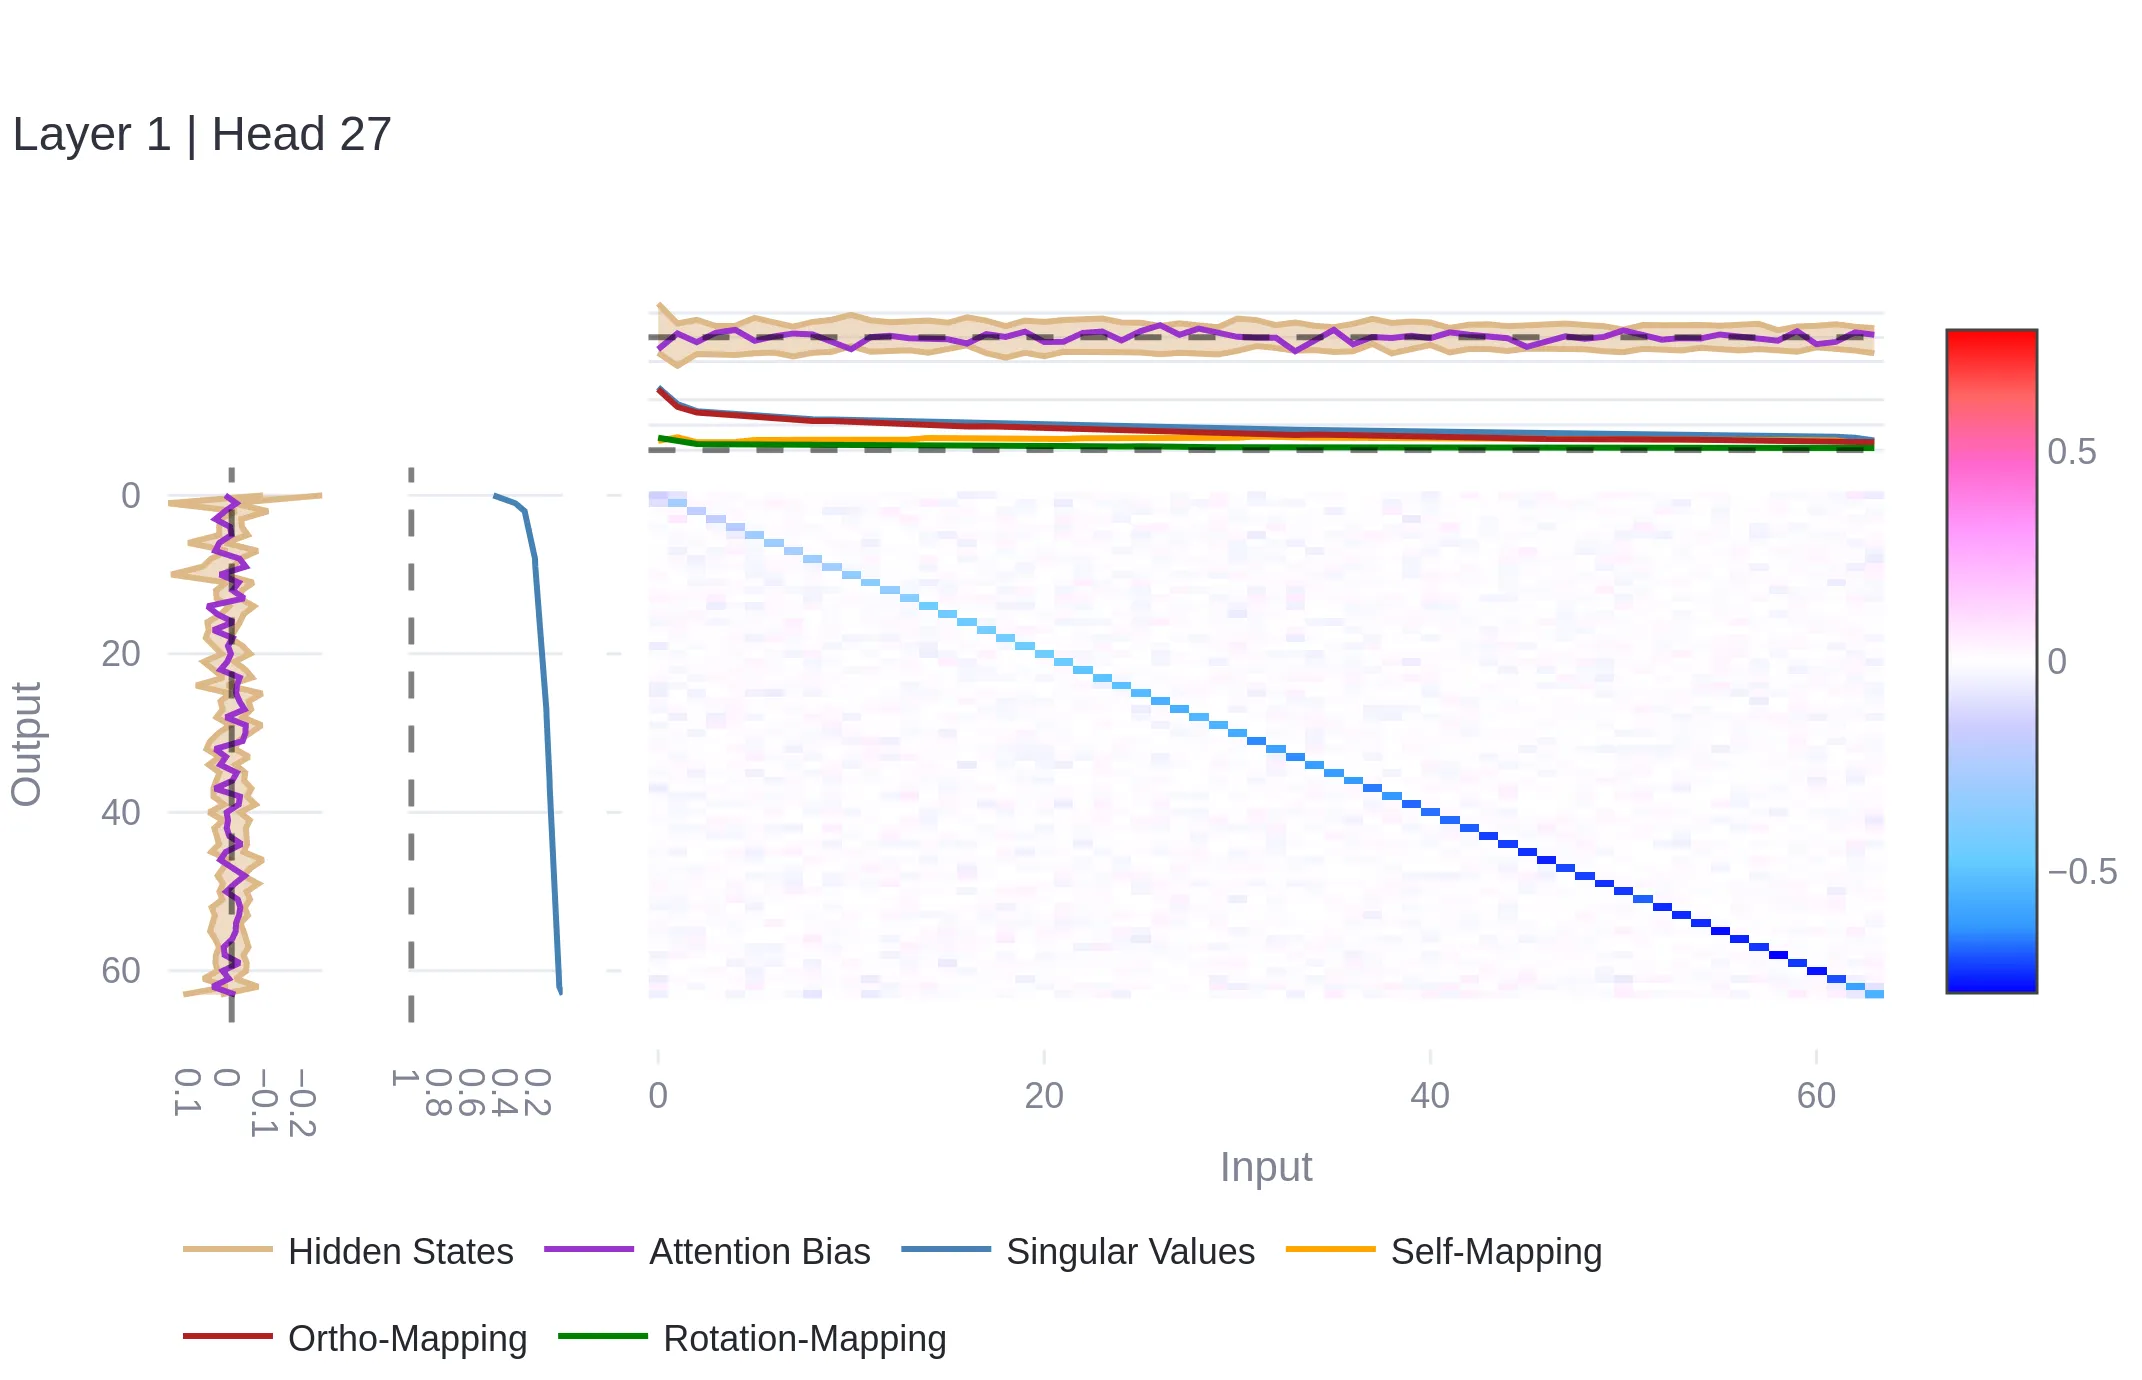 Layer 1 | Head 27
0
20
40
60
Output
0.1
0
−0.1
−0.2
1
0.8
0.6
0.4
0.2
0
20
40
60
Input
0.5
0
−0.5
Hidden States
Attention Bias
Singular Values
Self-Mapping
Ortho-Mapping
Rotation-Mapping